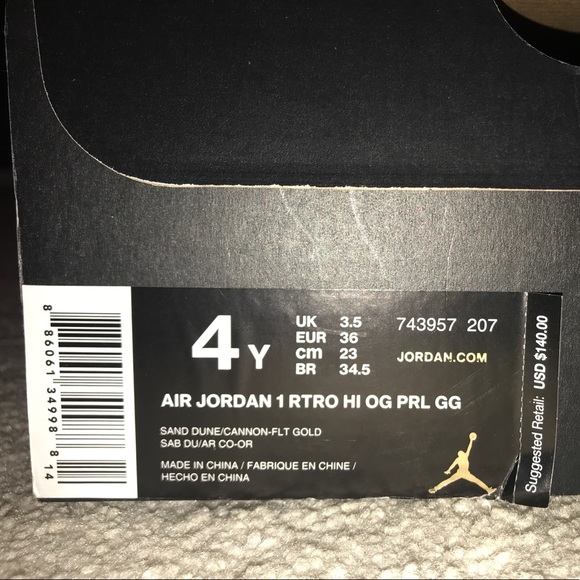 4 Y
UK 3.5
EUR 36
cm 23
BR 34.5
743957 207
JORDAN.COM
AIR JORDAN 1 RTRO HI OG PRL GG
SAND DUNE/CANNON-FLT GOLD
SAB DU/AR CO-OR
MADE IN CHINA / FABRIQUE EN CHINE /
HECHO EN CHINA
8 86061 34998 8 14
Suggested Retail: USD $140.00